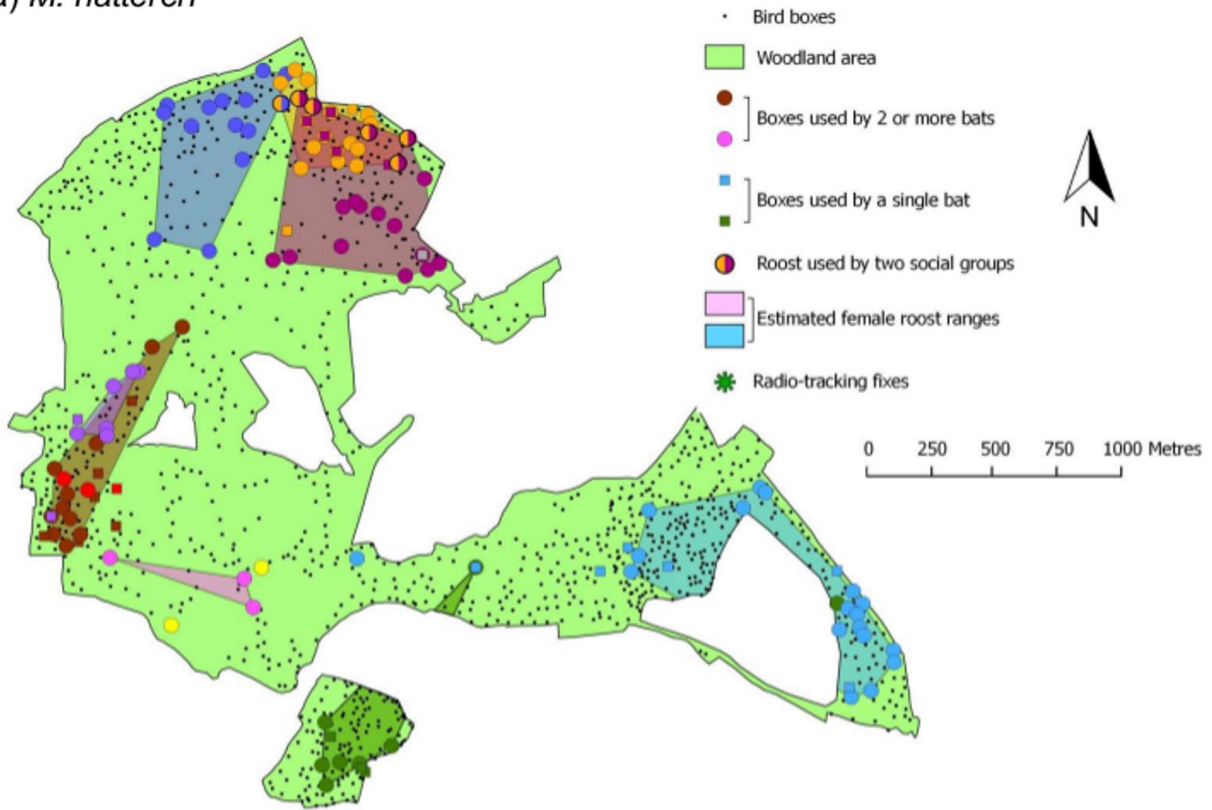 a) M. nattereri
Bird boxes
Woodland area
Boxes used by 2 or more bats
Boxes used by a single bat
Roost used by two social groups
Estimated female roost ranges
Radio-tracking fixes
N
0 250 500 750 1000 Metres